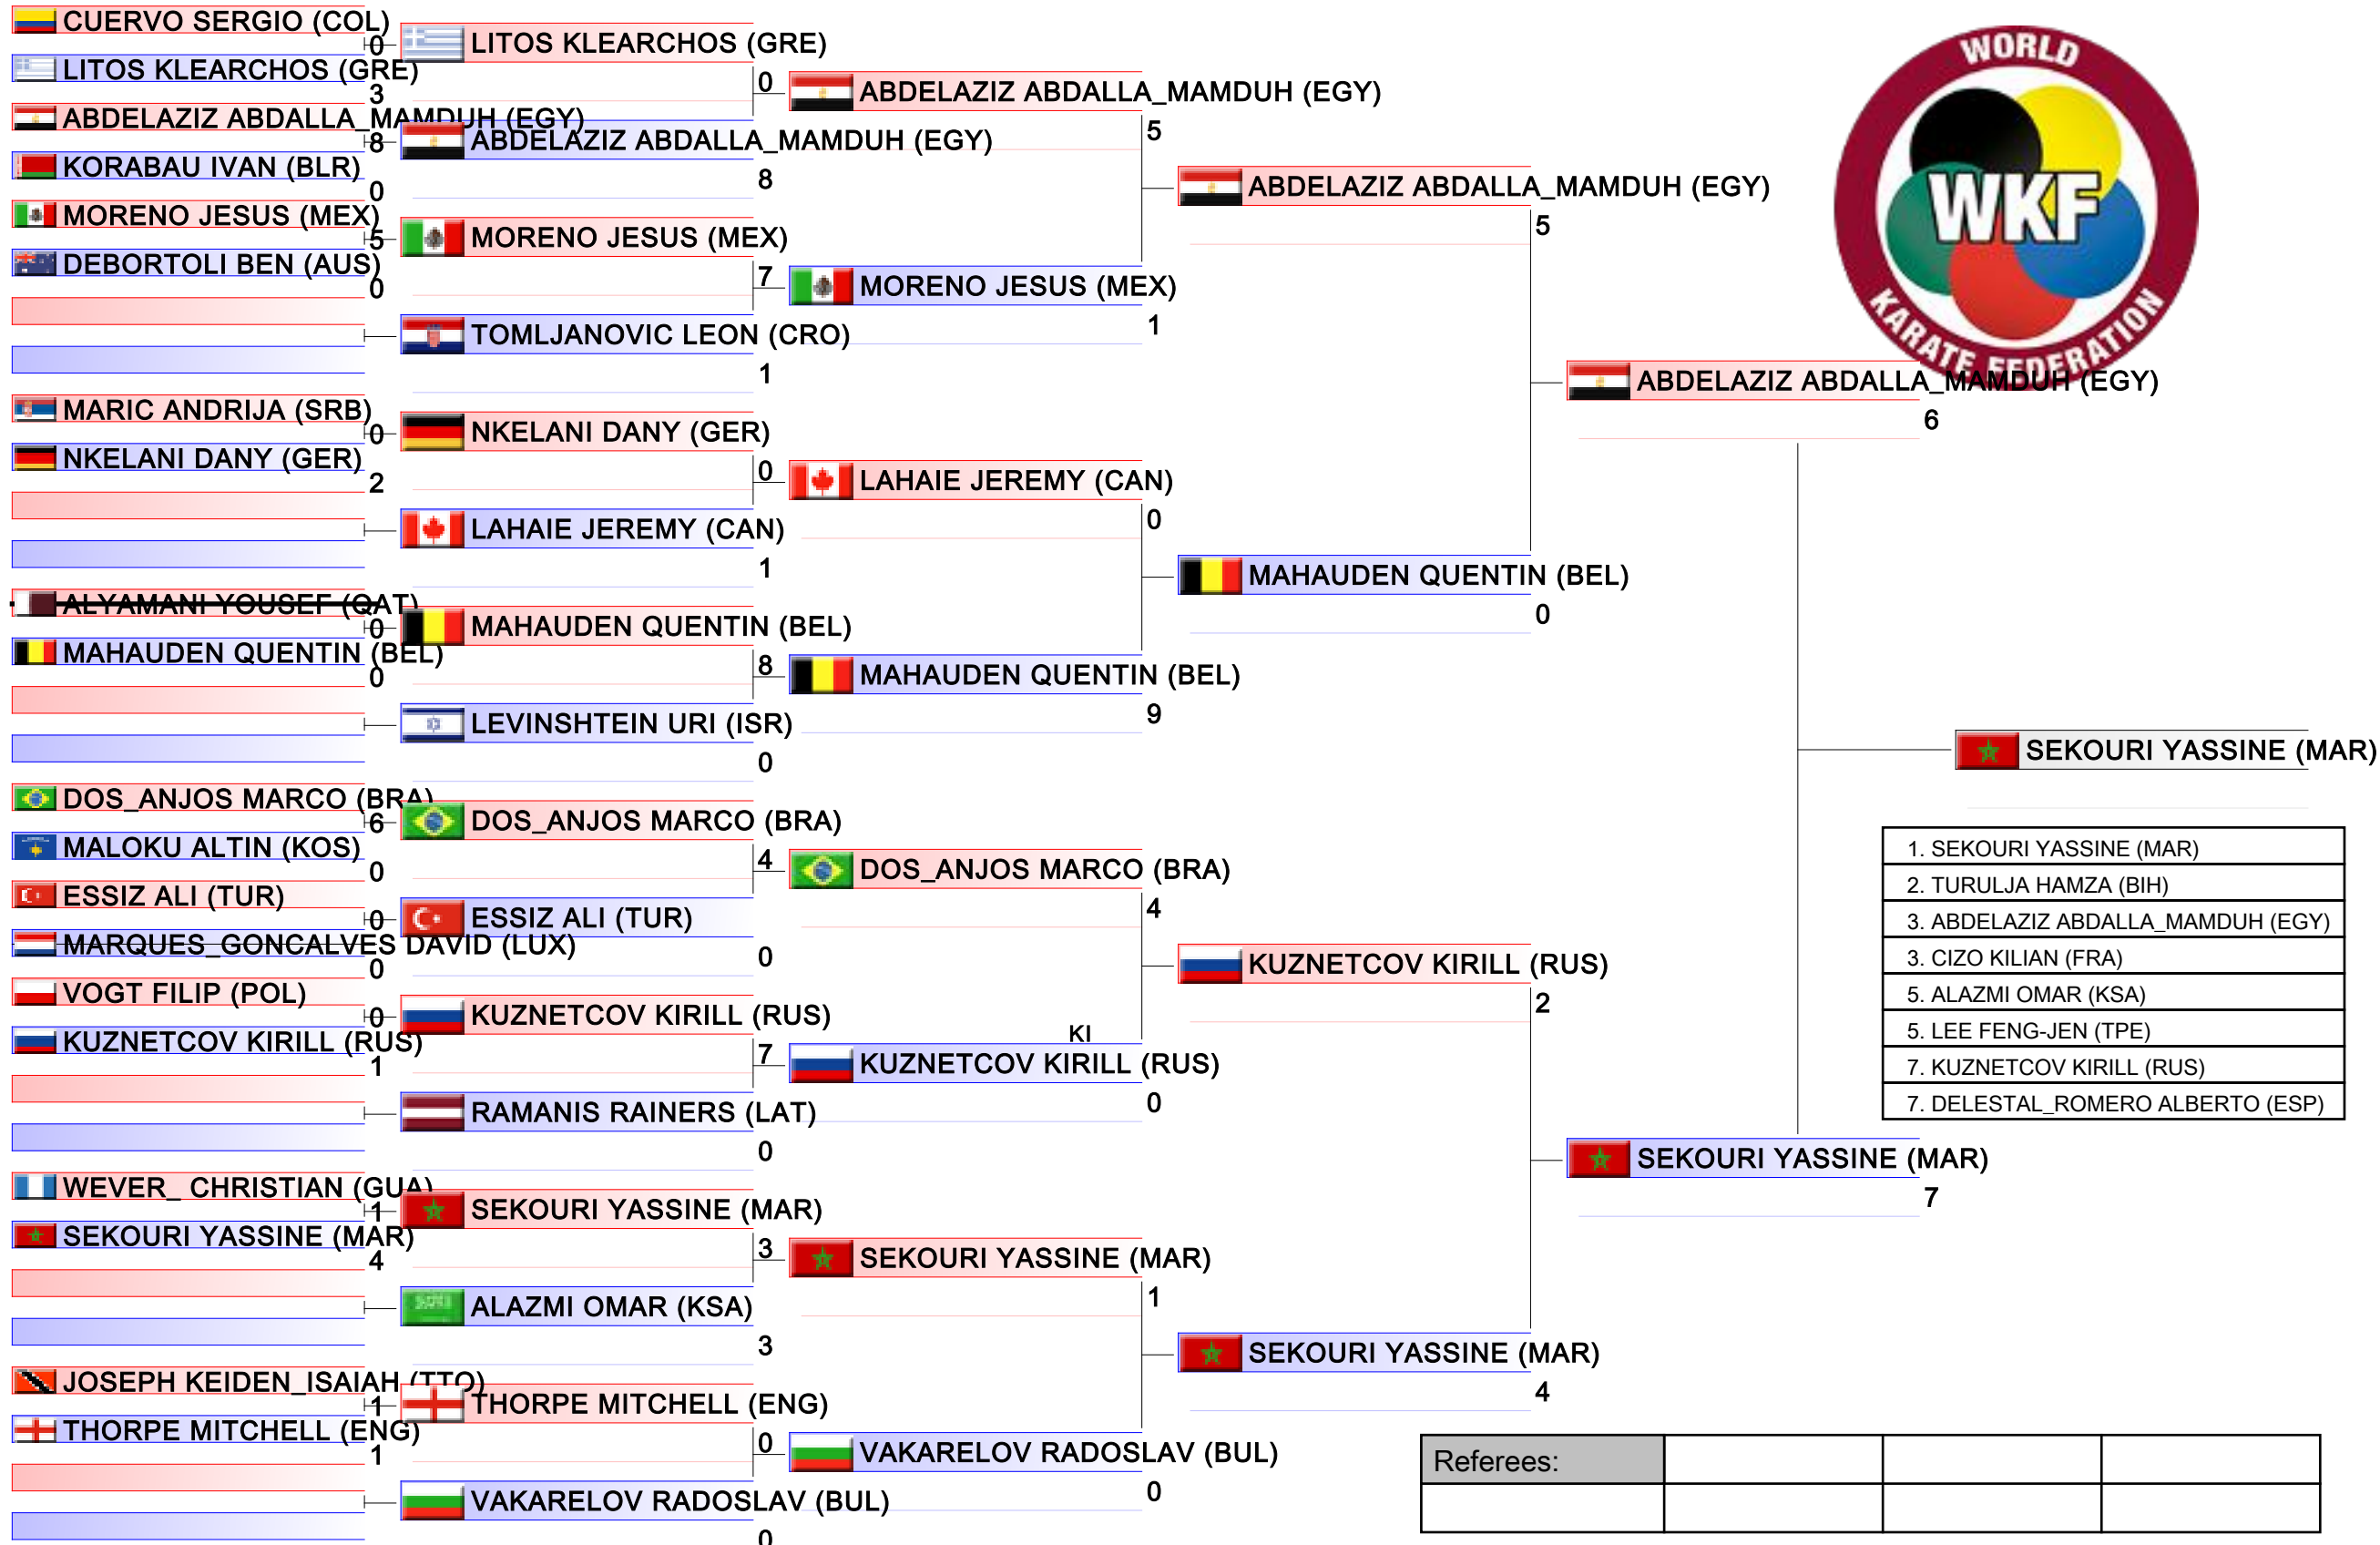 CUERVO SERGIO (COL)
0
LITOS KLEARCHOS (GRE)
3
ABDELAZIZ ABDALLA_MAMDUH (EGY)
8
KORABAU IVAN (BLR)
0
MORENO JESUS (MEX)
5
DEBORTOLI BEN (AUS)
0
MARIC ANDRIJA (SRB)
0
NKELANI DANY (GER)
2
ALYAMANI YOUSEF (QAT)
0
MAHAUDEN QUENTIN (BEL)
0
DOS_ANJOS MARCO (BRA)
6
MALOKU ALTIN (KOS)
0
ESSIZ ALI (TUR)
0
MARQUES_GONCALVES DAVID (LUX)
0
VOGT FILIP (POL)
0
KUZNETCOV KIRILL (RUS)
1
WEVER_ CHRISTIAN (GUA)
1
SEKOURI YASSINE (MAR)
4
JOSEPH KEIDEN_ISAIAH (TTO)
1
THORPE MITCHELL (ENG)
1
LITOS KLEARCHOS (GRE)
0
ABDELAZIZ ABDALLA_MAMDUH (EGY)
8
MORENO JESUS (MEX)
7
TOMLJANOVIC LEON (CRO)
1
NKELANI DANY (GER)
0
LAHAIE JEREMY (CAN)
1
MAHAUDEN QUENTIN (BEL)
8
LEVINSHTEIN URI (ISR)
0
DOS_ANJOS MARCO (BRA)
4
ESSIZ ALI (TUR)
0
KUZNETCOV KIRILL (RUS)
7
RAMANIS RAINERS (LAT)
0
SEKOURI YASSINE (MAR)
3
ALAZMI OMAR (KSA)
3
THORPE MITCHELL (ENG)
0
VAKARELOV RADOSLAV (BUL)
0
ABDELAZIZ ABDALLA_MAMDUH (EGY)
5
MORENO JESUS (MEX)
1
LAHAIE JEREMY (CAN)
0
MAHAUDEN QUENTIN (BEL)
9
DOS_ANJOS MARCO (BRA)
4
KI
KUZNETCOV KIRILL (RUS)
0
SEKOURI YASSINE (MAR)
1
VAKARELOV RADOSLAV (BUL)
0
ABDELAZIZ ABDALLA_MAMDUH (EGY)
5
MAHAUDEN QUENTIN (BEL)
0
KUZNETCOV KIRILL (RUS)
2
SEKOURI YASSINE (MAR)
4
WORLD
WKF
KARATE FEDERATION
ABDELAZIZ ABDALLA_MAMDUH (EGY)
6
SEKOURI YASSINE (MAR)
7
SEKOURI YASSINE (MAR)
1. SEKOURI YASSINE (MAR)
2. TURULJA HAMZA (BIH)
3. ABDELAZIZ ABDALLA_MAMDUH (EGY)
3. CIZO KILIAN (FRA)
5. ALAZMI OMAR (KSA)
5. LEE FENG-JEN (TPE)
7. KUZNETCOV KIRILL (RUS)
7. DELESTAL_ROMERO ALBERTO (ESP)
Referees: